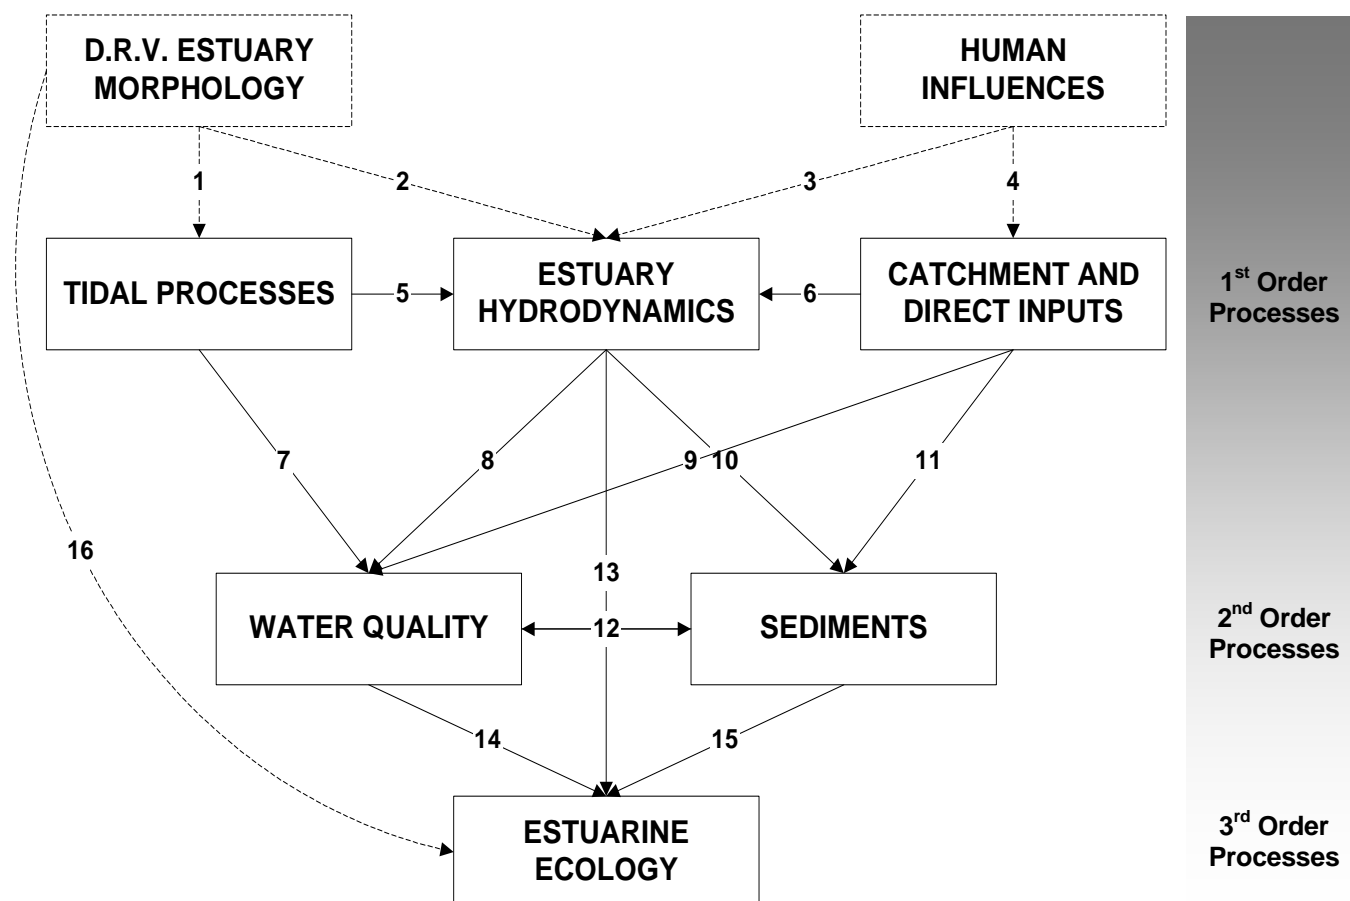 D.R.V. ESTUARY
MORPHOLOGY
HUMAN
INFLUENCES
1
2
3
4
TIDAL PROCESSES
5
ESTUARY
HYDRODYNAMICS
6
CATCHMENT AND
DIRECT INPUTS
1st Order
Processes
7
8
9
10
11
16
13
WATER QUALITY
12
SEDIMENTS
2nd Order
Processes
14
15
ESTUARINE
ECOLOGY
3rd Order
Processes